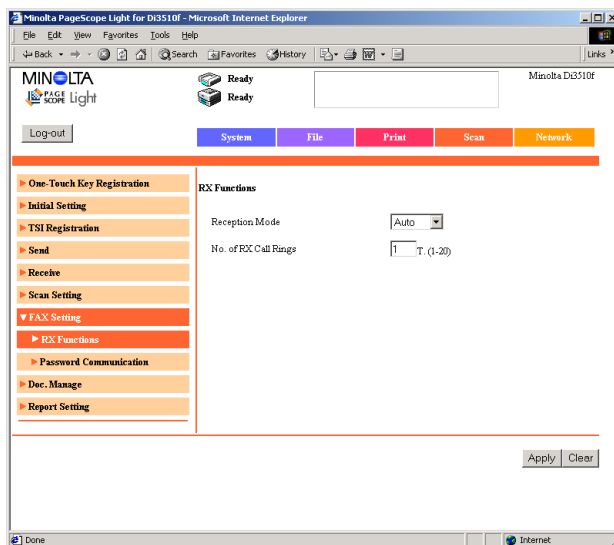 Minolta PageScope Light for Di3510f - Microsoft Internet Explorer
File Edit View Favorites Tools Help
Back Search Favorites History Links »
MINOLTA
PAGE SCOPE Light
Ready
Ready
Minolta Di3510f
Log-out
System File Print Scan Network
One-Touch Key Registration
Initial Setting
TSI Registration
Send
Receive
Scan Setting
FAX Setting
RX Functions
Password Communication
Doc. Manage
Report Setting
RX Functions
Reception Mode Auto
No. of RX Call Rings 1 T. (1-20)
Apply Clear
Done Internet